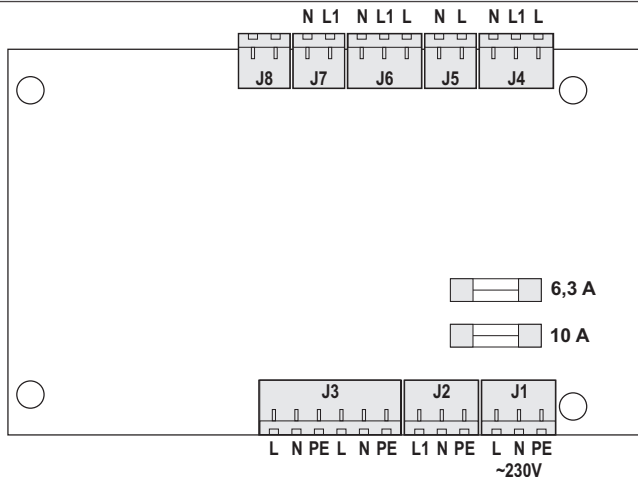 N L1 N L1 L N L N L1 L
J8 J7 J6 J5 J4
6,3 A
10 A
J3 J2 J1
L N PE L N PE L1 N PE L N PE
~230V